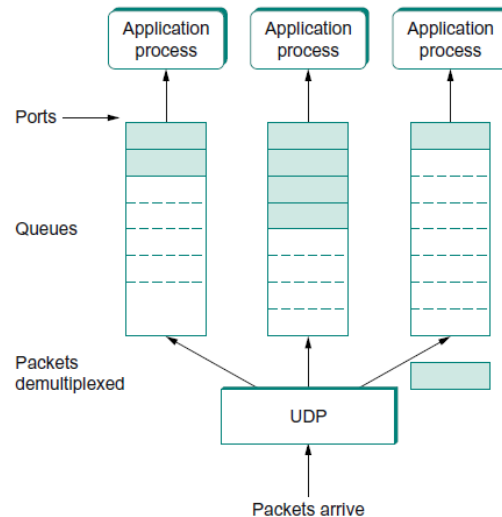 Application
process
Application
process
Application
process
Ports
Queues
Packets
demultiplexed
UDP
Packets arrive